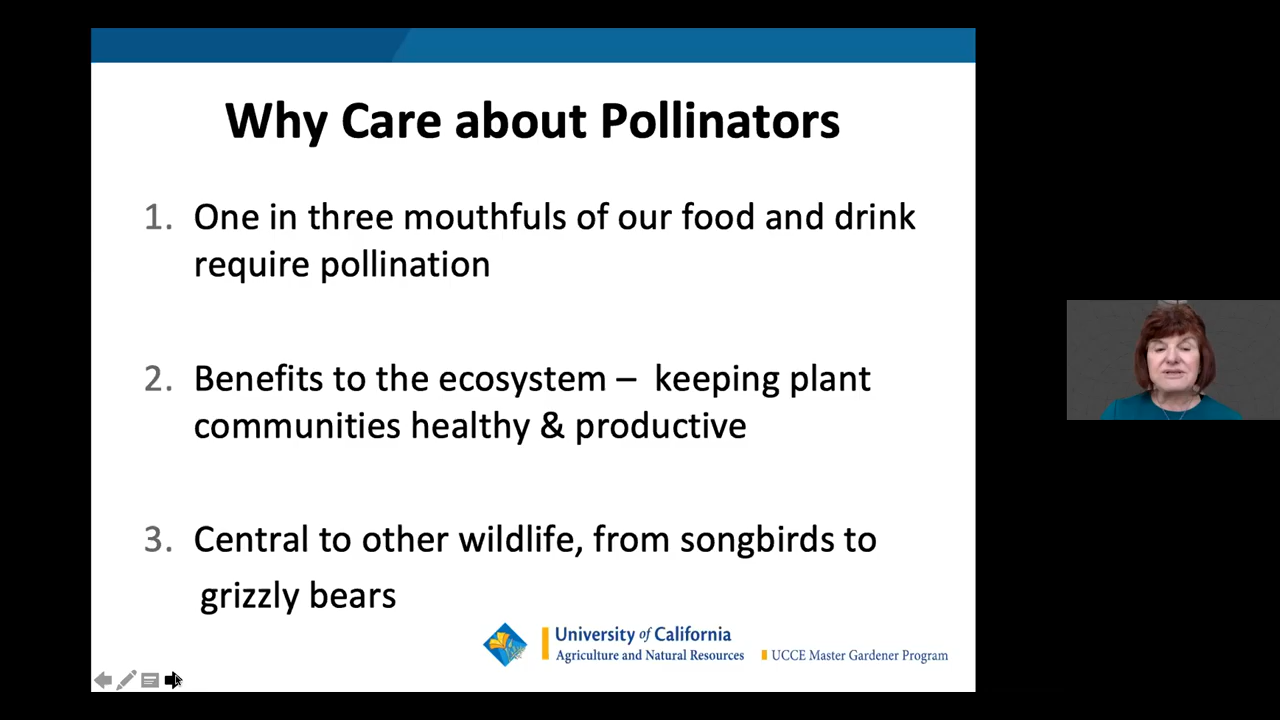 Why Care about Pollinators
1. One in three mouthfuls of our food and drink
require pollination
2. Benefits to the ecosystem – keeping plant
communities healthy & productive
3. Central to other wildlife, from songbirds to
grizzly bears
University of California
Agriculture and Natural Resources
UCCE Master Gardener Program